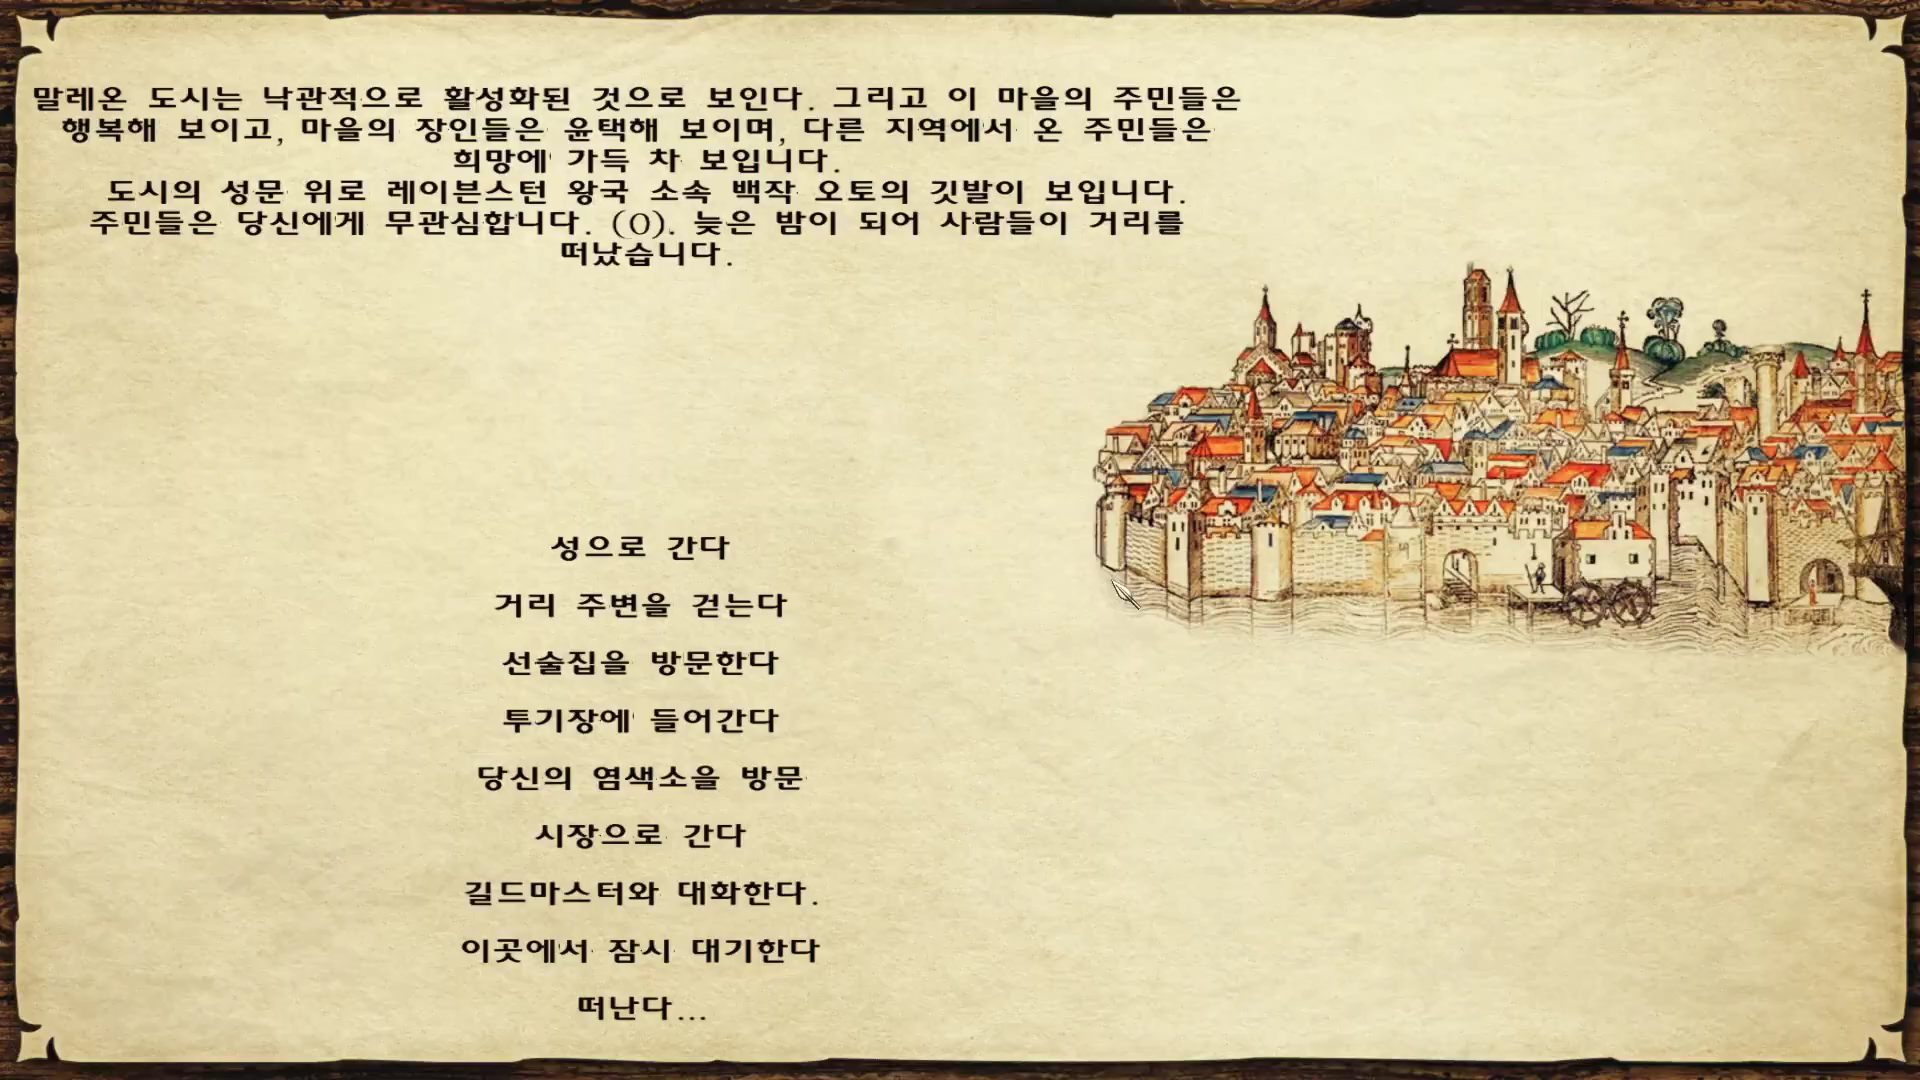 말레온 도시는 낙관적으로 활성화된 것으로 보인다. 그리고 이 마을의 주민들은
행복해 보이고, 마을의 장인들은 윤택해 보이며, 다른 지역에서 온 주민들은
희망에 가득 차 보입니다.
도시의 성문 위로 레이븐스턴 왕국 소속 백작 오토의 깃발이 보입니다.
주민들은 당신에게 무관심합니다. (0). 늦은 밤이 되어 사람들이 거리를
떠났습니다.
성으로 간다
거리 주변을 걷는다
선술집을 방문한다
투기장에 들어간다
당신의 염색소을 방문
시장으로 간다
길드마스터와 대화한다.
이곳에서 잠시 대기한다
떠난다...